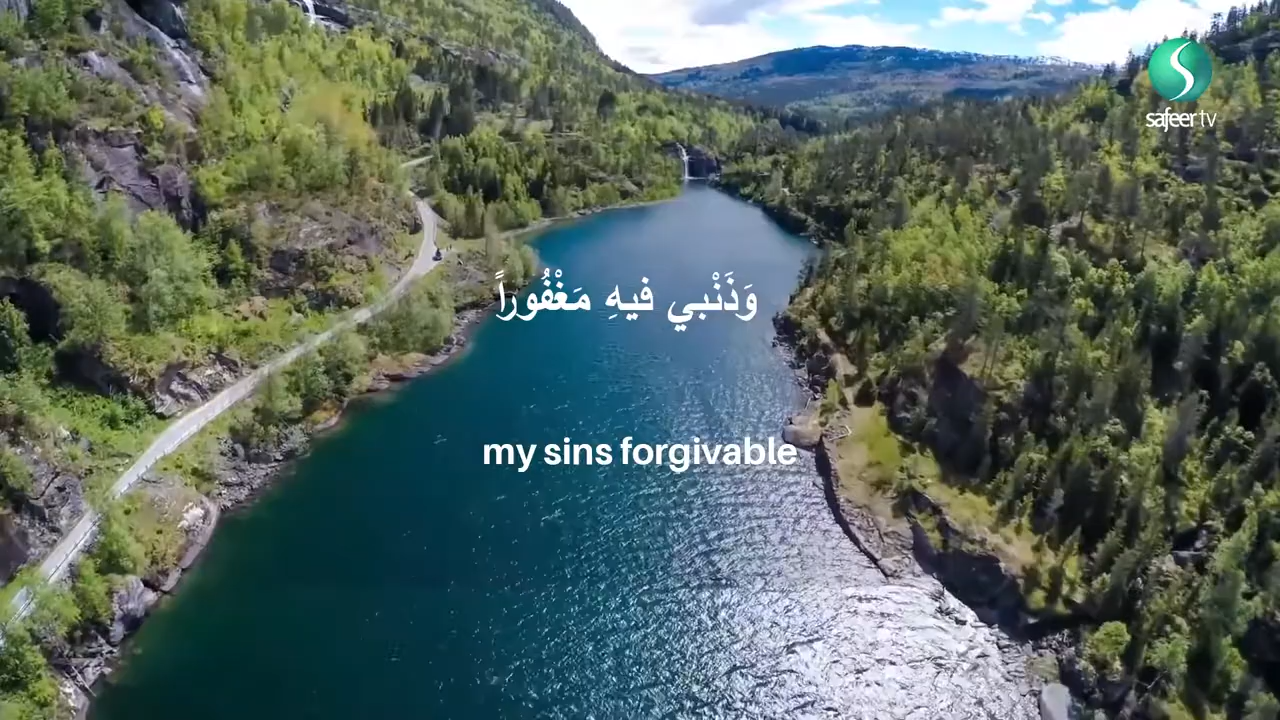 safeer tv
وَذَنْبي فيهِ مَغْفُوراً
my sins forgivable